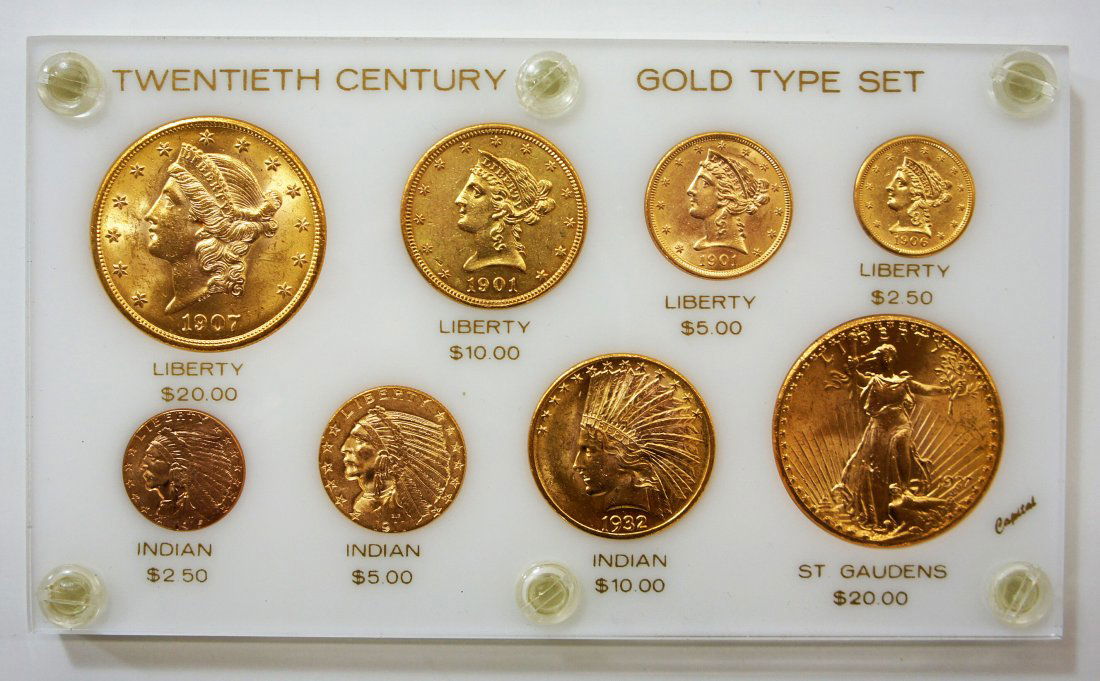 TWENTIETH CENTURY GOLD TYPE SET
1907
LIBERTY
$20.00
1901
LIBERTY
$10.00
1901
LIBERTY
$5.00
1906
LIBERTY
$2.50
LIBERTY
INDIAN
$2.50
LIBERTY
INDIAN
$5.00
1932
INDIAN
$10.00
LIBERTY
ST. GAUDENS
$20.00
Capital